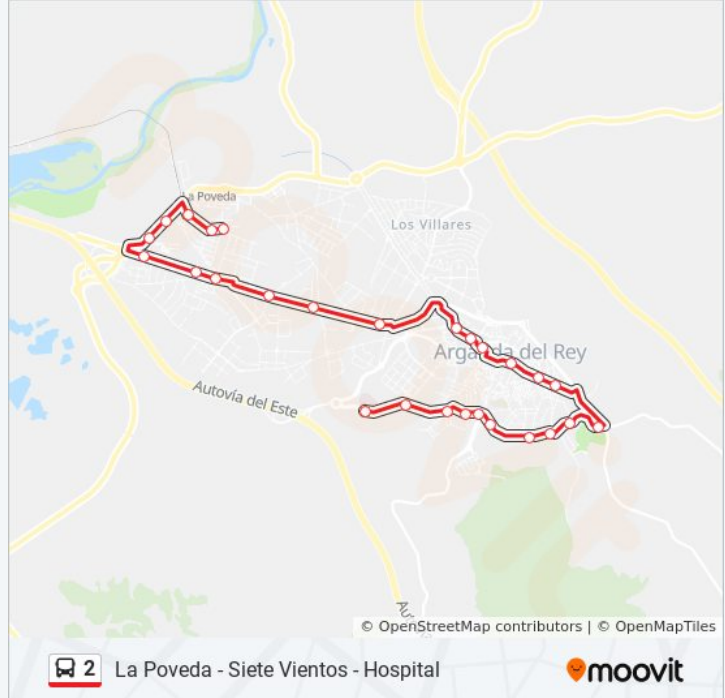 La Poveda
Los Villares
Arganda del Rey
Autovía del Este
© OpenStreetMap contributors | © OpenMapTiles
2 La Poveda - Siete Vientos - Hospital
moovit